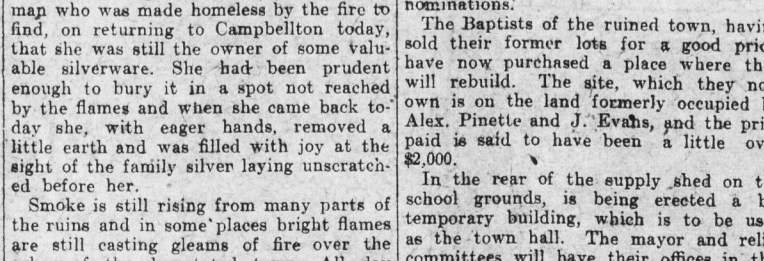 man who was made homeless by the fire to
find, on returning to Campbellton today,
that she was still the owner of some valu-
able silverware. She had been prudent
enough to bury it in a spot not reached
by the flames and when she came back to-
day she, with eager hands, removed a
little earth and was filled with joy at the
sight of the family silver laying unscratch-
ed before her.
Smoke is still rising from many parts of
the ruins and in some places bright flames
are still casting gleams of fire over the
nominations.
The Baptists of the ruined town, havi
sold their former lots for a good pric
have now purchased a place where th
will rebuild. The site, which they no
own is on the land formerly occupied
Alex. Pinette and J. Evans, and the pri
paid is said to have been a little ov
$2,000.
In the rear of the supply shed on t
school grounds, is being erected a b
temporary building, which is to be us
as the town hall. The mayor and reli
committees will have their offices in th